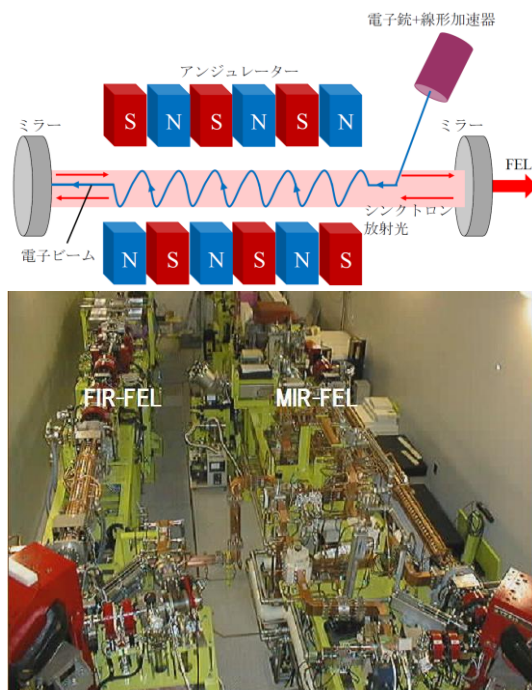 電子銃+線形加速器
アンジュレーター
ミラー
ミラー
S N S N S N
FEL
シンクトロン
放射光
電子ビーム
N S N S N S
FIR-FEL
MIR-FEL